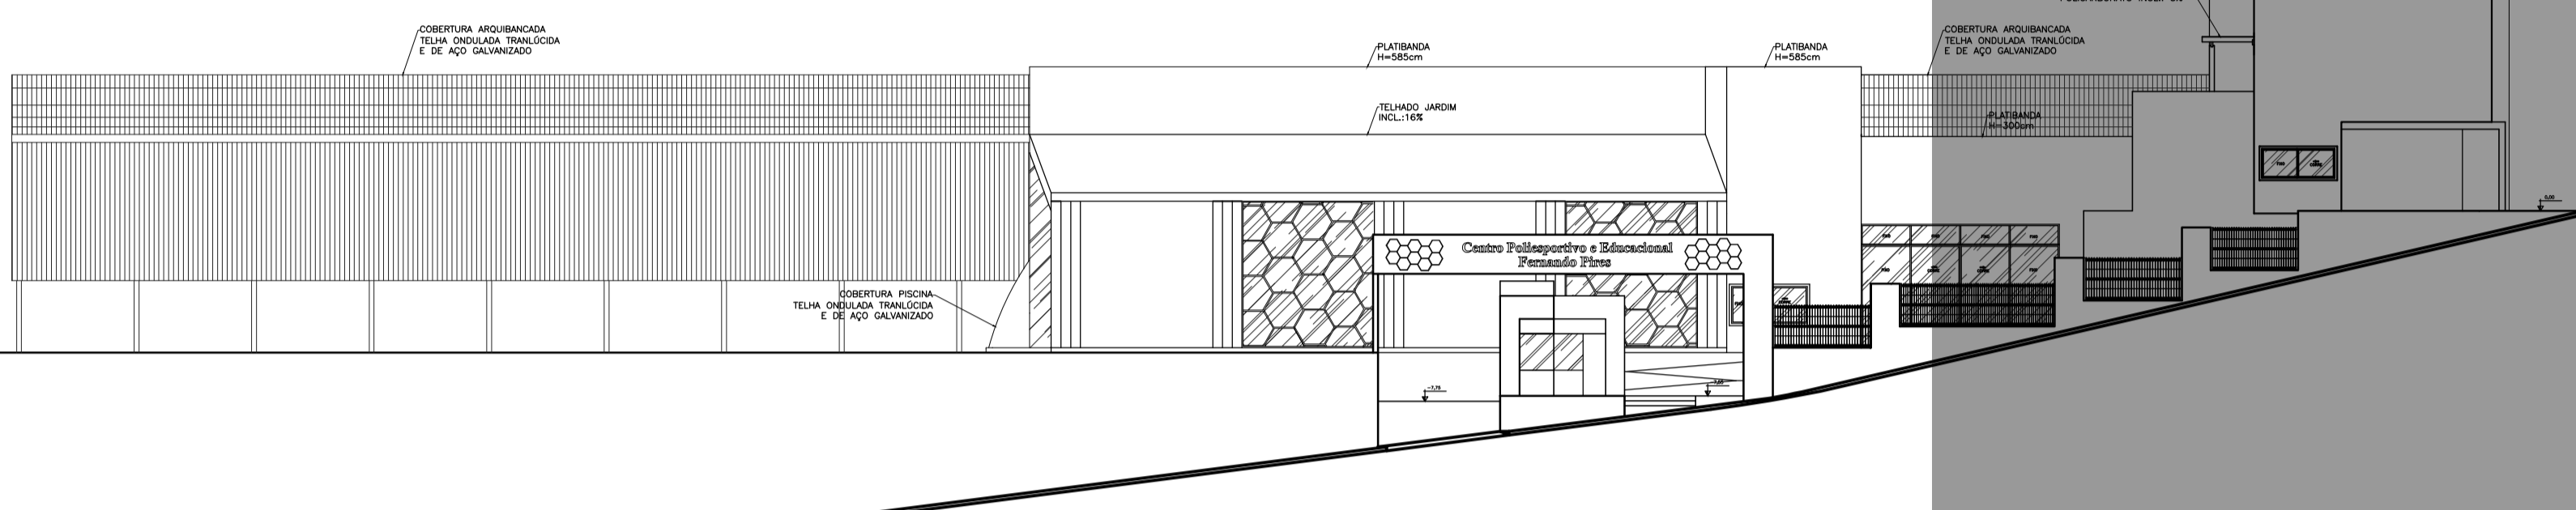 COBERTURA ARQUIBANCADA
TELHA ONDULADA TRANLÚCIDA
E DE AÇO GALVANIZADO
PLATIBANDA
H=585cm
PLATIBANDA
H=585cm
COBERTURA ARQUIBANCADA
TELHA ONDULADA TRANLÚCIDA
E DE AÇO GALVANIZADO
TELHADO JARDIM
INCL.:16%
PLATIBANDA
H=300cm
0,00
Centro Poliesportivo e Educacional
Fernando Pires
COBERTURA PISCINA
TELHA ONDULADA TRANLÚCIDA
E DE AÇO GALVANIZADO
-7,75